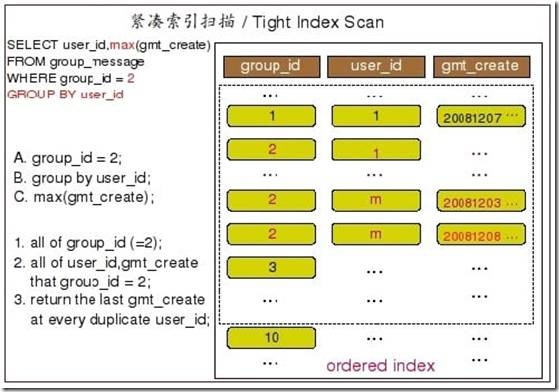 紧凑索引扫描 / Tight Index Scan
SELECT user_id,max(gmt_create)
FROM group_message
WHERE group_id = 2
GROUP BY user_id
A. group_id = 2;
B. group by user_id;
C. max(gmt_create);
1. all of group_id (=2);
2. all of user_id,gmt_create
that group_id = 2;
3. return the last gmt_create
at every duplicate user_id;
group_id user_id gmt_create
... ... ...
1 1 20081207 ...
2 1 ...
... ... ...
2 m 20081203 ...
2 m 20081208 ...
3 ... ...
... ... ...
10 ... ...
... ... ...
ordered index